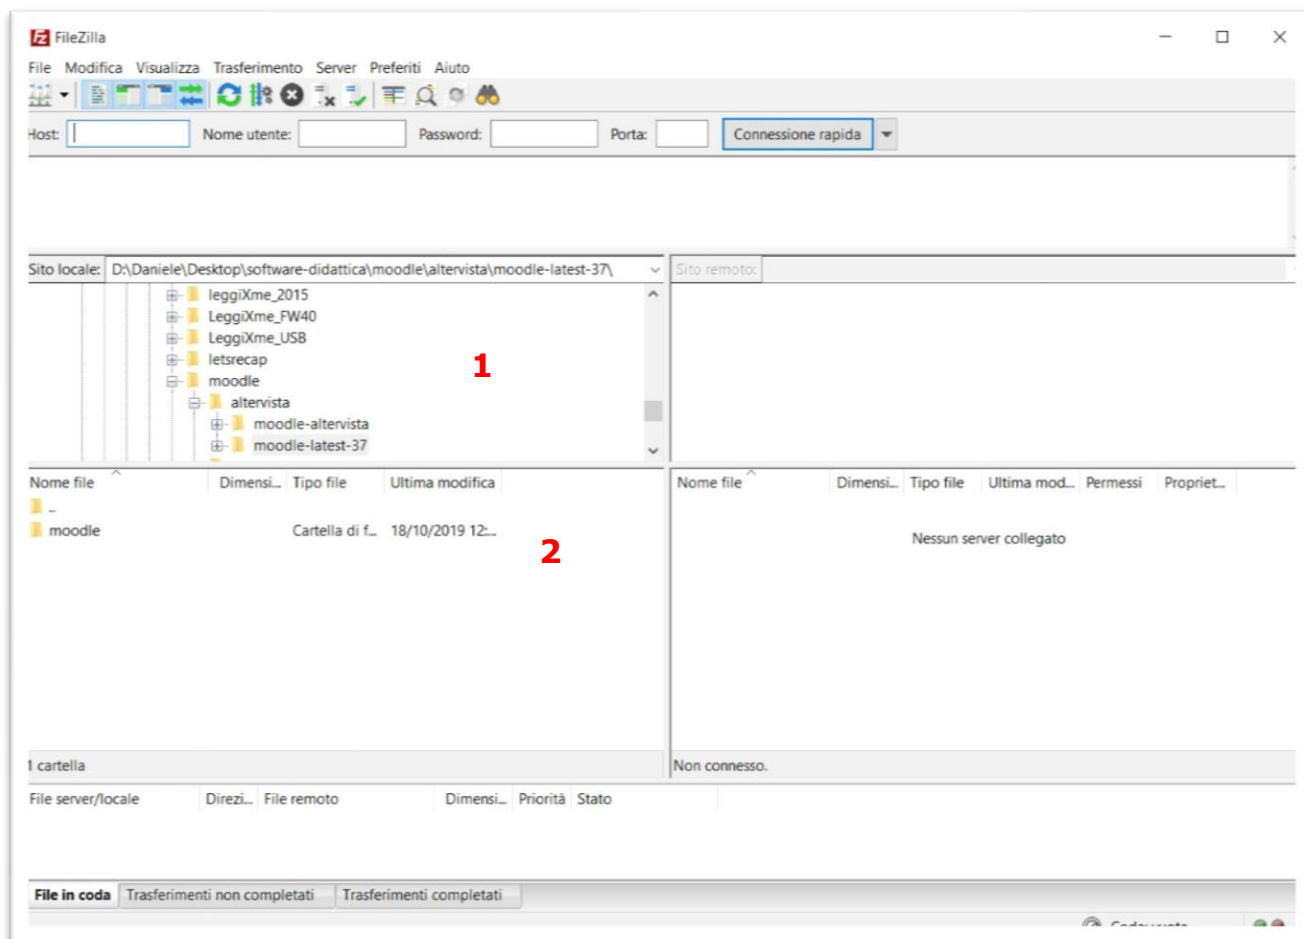 FileZilla
File Modifica Visualizza Trasferimento Server Preferiti Aiuto
Host: Nome utente: Password: Porta: Connessione rapida
Sito locale: D:\Daniele\Desktop\software-didattica\moodle\altervista\moodle-latest-37\
Sito remoto:
leggiXme_2015
LeggiXme_FW40
LeggiXme_USB
letsrecap
moodle
altervista
moodle-altervista
moodle-latest-37
1
Nome file Dimensi... Tipo file Ultima modifica
..
moodle Cartella di f... 18/10/2019 12:...
2
1 cartella
Nome file Dimensi... Tipo file Ultima mod... Permessi Propriet...
Nessun server collegato
Non connesso.
File server/locale Direzi... File remoto Dimensi... Priorità Stato
File in coda Trasferimenti non completati Trasferimenti completati